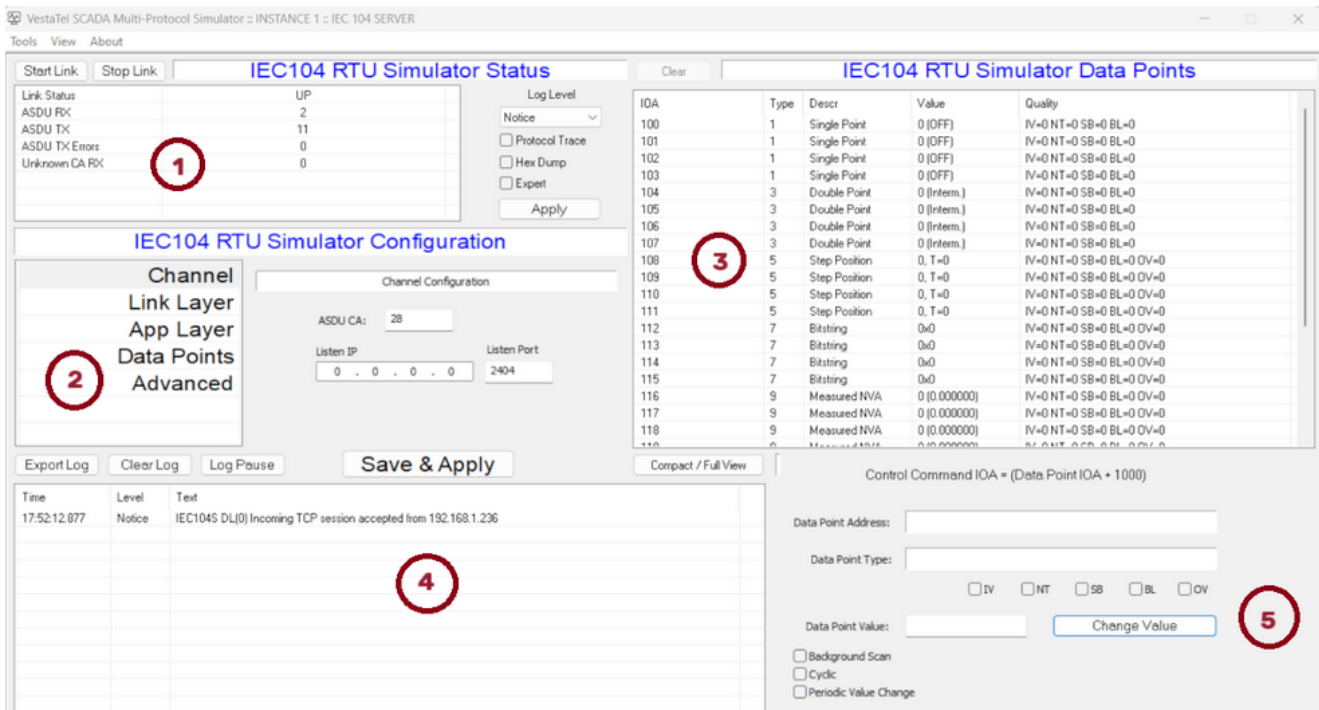 VestaTel SCADA Multi-Protocol Simulator :: INSTANCE 1 :: IEC 104 SERVER
Tools View About
Start Link Stop Link IEC104 RTU Simulator Status
Link Status UP
ASDU RX 2
ASDU TX 11
ASDU TX Errors 0
Unknown CA RX 0
1
Log Level
Notice
Protocol Trace
Hex Dump
Expert
Apply
IEC104 RTU Simulator Configuration
Channel
Link Layer
App Layer
Data Points
Advanced
2
Channel Configuration
ASDU CA: 28
Listen IP Listen Port
0 . 0 . 0 . 0 2404
Export Log Clear Log Log Pause Save & Apply
Time Level Text
17:52:12.877 Notice IEC104S DL(0) Incoming TCP session accepted from 192.168.1.236
4
Clear IEC104 RTU Simulator Data Points
IOA Type Descr Value Quality
100 1 Single Point 0 (OFF) IV=0 NT=0 SB=0 BL=0
101 1 Single Point 0 (OFF) IV=0 NT=0 SB=0 BL=0
102 1 Single Point 0 (OFF) IV=0 NT=0 SB=0 BL=0
103 1 Single Point 0 (OFF) IV=0 NT=0 SB=0 BL=0
104 3 Double Point 0 (Interm.) IV=0 NT=0 SB=0 BL=0
105 3 Double Point 0 (Interm.) IV=0 NT=0 SB=0 BL=0
106 3 Double Point 0 (Interm.) IV=0 NT=0 SB=0 BL=0
107 3 Double Point 0 (Interm.) IV=0 NT=0 SB=0 BL=0
3
108 5 Step Position 0, T=0 IV=0 NT=0 SB=0 BL=0 OV=0
109 5 Step Position 0, T=0 IV=0 NT=0 SB=0 BL=0 OV=0
110 5 Step Position 0, T=0 IV=0 NT=0 SB=0 BL=0 OV=0
111 5 Step Position 0, T=0 IV=0 NT=0 SB=0 BL=0 OV=0
112 7 Bitstring 0x0 IV=0 NT=0 SB=0 BL=0 OV=0
113 7 Bitstring 0x0 IV=0 NT=0 SB=0 BL=0 OV=0
114 7 Bitstring 0x0 IV=0 NT=0 SB=0 BL=0 OV=0
115 7 Bitstring 0x0 IV=0 NT=0 SB=0 BL=0 OV=0
116 9 Measured NVA 0 (0.000000) IV=0 NT=0 SB=0 BL=0 OV=0
117 9 Measured NVA 0 (0.000000) IV=0 NT=0 SB=0 BL=0 OV=0
118 9 Measured NVA 0 (0.000000) IV=0 NT=0 SB=0 BL=0 OV=0
Compact / Full View
Control Command IOA = (Data Point IOA + 1000)
Data Point Address:
Data Point Type:
IV NT SB BL OV
Data Point Value: Change Value
5
Background Scan
Cyclic
Periodic Value Change